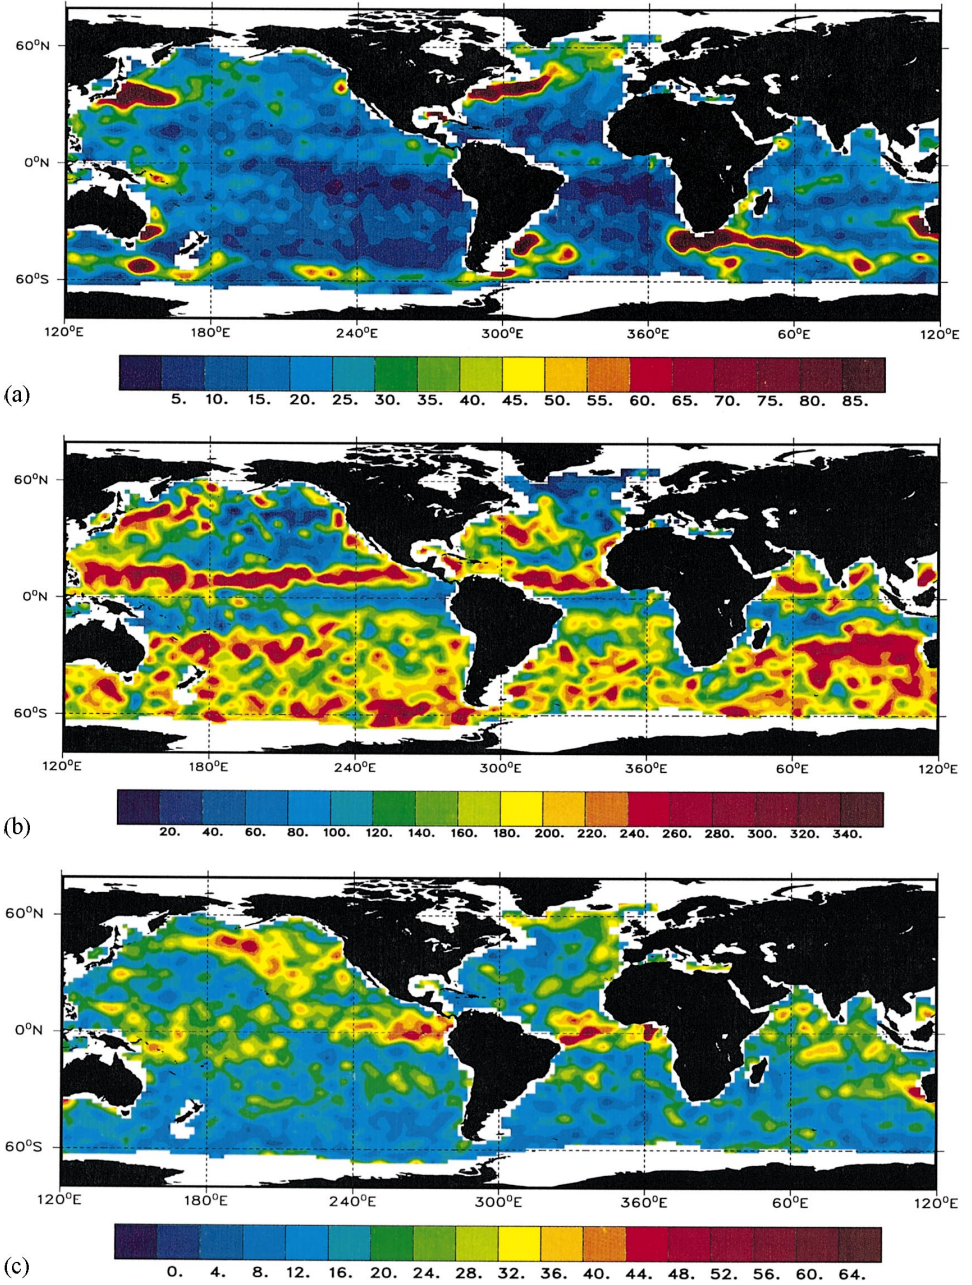 60°N
0°N
60°S
120°E 180°E 240°E 300°E 360°E 60°E 120°E
5. 10. 15. 20. 25. 30. 35. 40. 45. 50. 55. 60. 65. 70. 75. 80. 85.
(a)
60°N
0°N
60°S
120°E 180°E 240°E 300°E 360°E 60°E 120°E
20. 40. 60. 80. 100. 120. 140. 160. 180. 200. 220. 240. 260. 280. 300. 320. 340.
(b)
60°N
0°N
60°S
120°E 180°E 240°E 300°E 360°E 60°E 120°E
0. 4. 8. 12. 16. 20. 24. 28. 32. 36. 40. 44. 48. 52. 56. 60. 64.
(c)